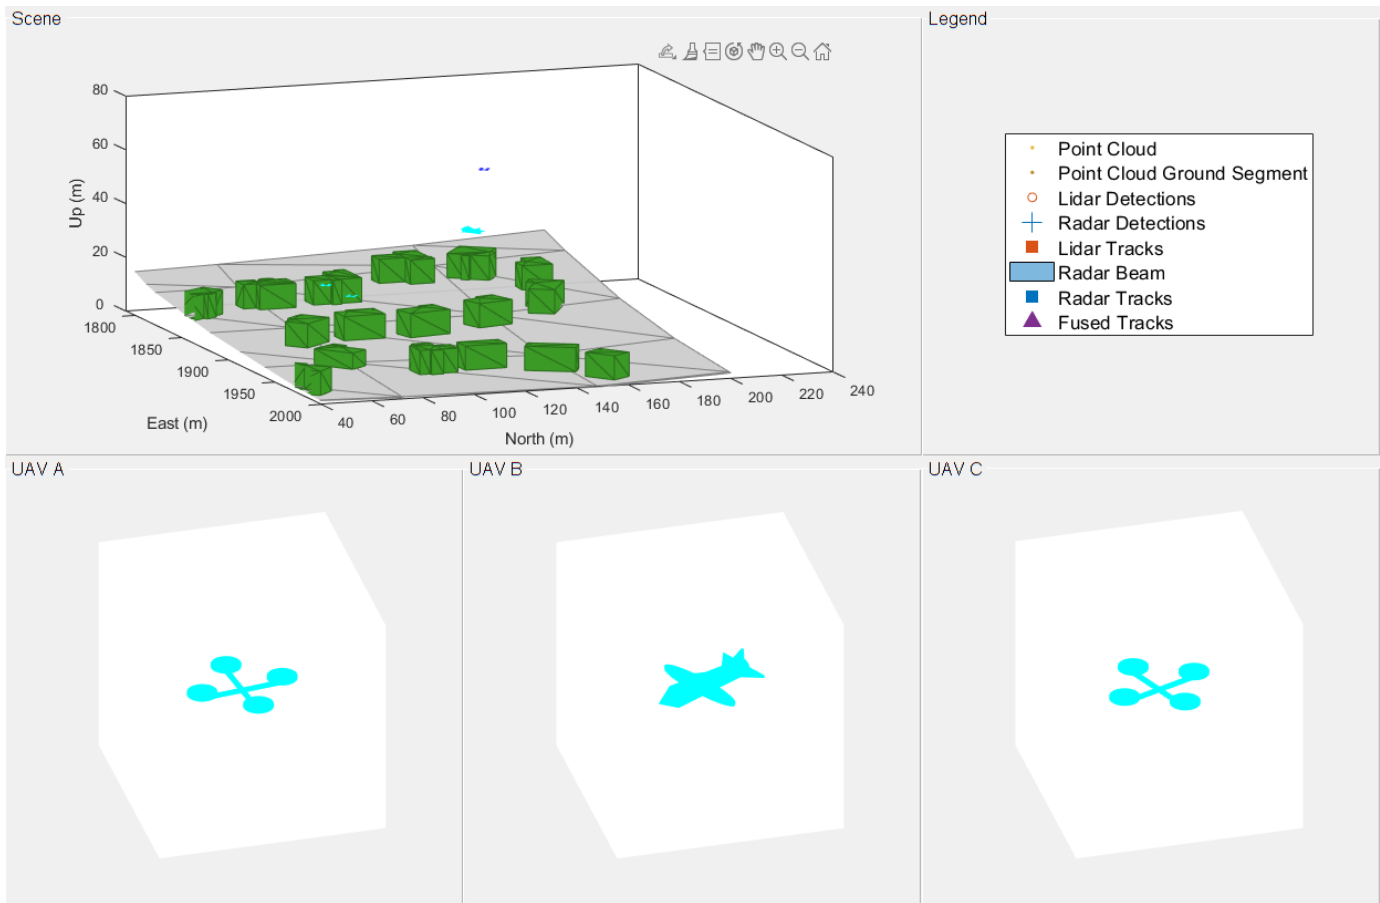 Scene
Legend
80
60
40
20
0
Up (m)
1800
1850
1900
1950
2000
East (m)
40
60
80
100
120
140
160
180
200
220
240
North (m)
Point Cloud
Point Cloud Ground Segment
Lidar Detections
Radar Detections
Lidar Tracks
Radar Beam
Radar Tracks
Fused Tracks
UAV A
UAV B
UAV C